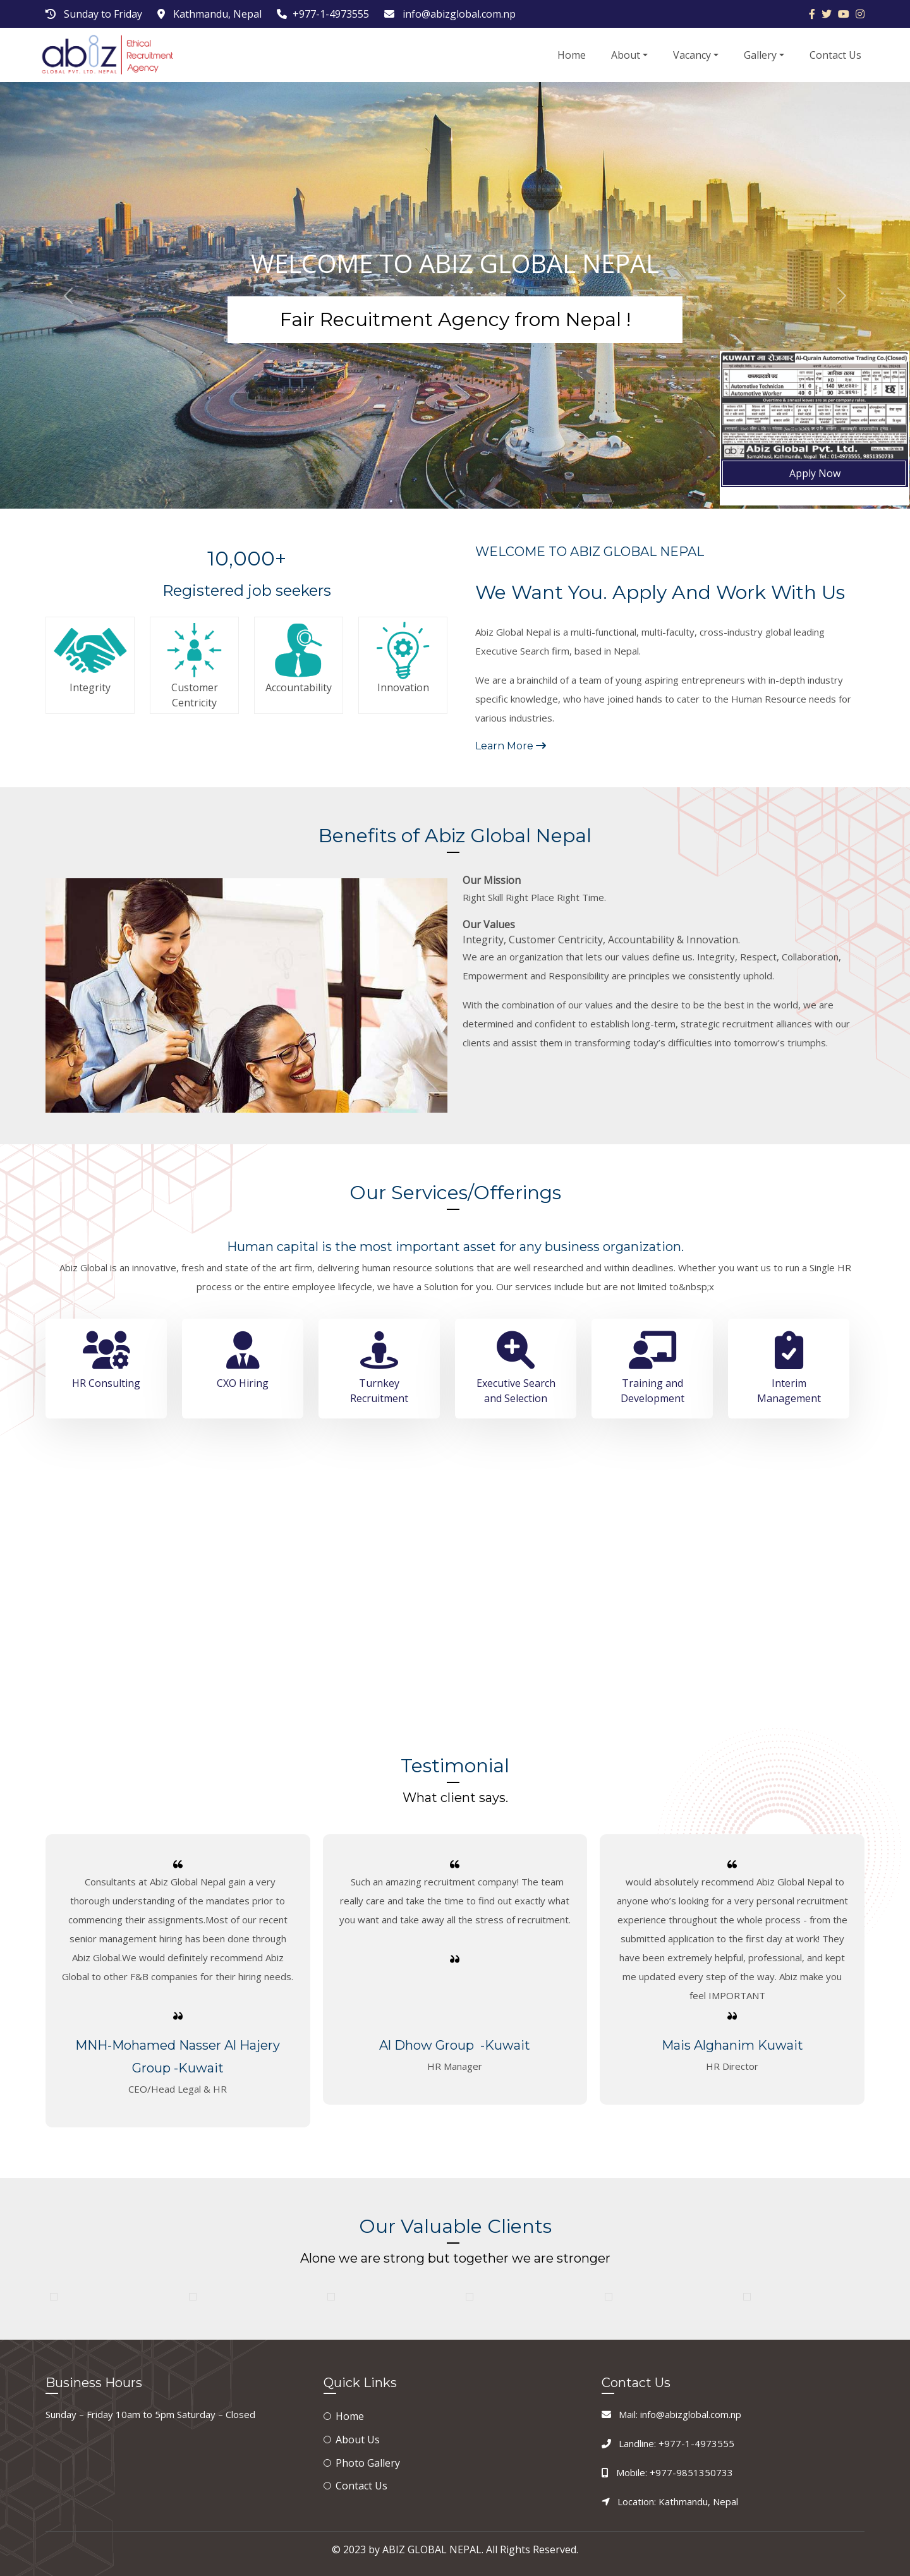 Sunday to Friday
Kathmandu, Nepal
+977-1-4973555
info@abizglobal.com.np
abiz
Ethical
Recruitment
Agency
GLOBAL PVT. LTD. NEPAL
Home
About
Vacancy
Gallery
Contact Us
WELCOME TO ABIZ GLOBAL NEPAL
Fair Recuitment Agency from Nepal !
KUWAIT मा रोजगार
Al-Qurain Automotive Trading Co.(Closed)
Automotive Technician
Automotive Worker
Overtime & annual leaves are as per company rules.
abiz
Abiz Global Pvt. Ltd.
Samakhusi, Kathmandu, Nepal Tel.: 01-4973555, 9851350733
Apply Now
10,000+
Registered job seekers
Integrity
Customer
Centricity
Accountability
Innovation
WELCOME TO ABIZ GLOBAL NEPAL
We Want You. Apply And Work With Us
Abiz Global Nepal is a multi-functional, multi-faculty, cross-industry global leading
Executive Search firm, based in Nepal.
We are a brainchild of a team of young aspiring entrepreneurs with in-depth industry
specific knowledge, who have joined hands to cater to the Human Resource needs for
various industries.
Learn More
Benefits of Abiz Global Nepal
Our Mission
Right Skill Right Place Right Time.
Our Values
Integrity, Customer Centricity, Accountability & Innovation.
We are an organization that lets our values define us. Integrity, Respect, Collaboration,
Empowerment and Responsibility are principles we consistently uphold.
With the combination of our values and the desire to be the best in the world, we are
determined and confident to establish long-term, strategic recruitment alliances with our
clients and assist them in transforming today's difficulties into tomorrow's triumphs.
Our Services/Offerings
Human capital is the most important asset for any business organization.
Abiz Global is an innovative, fresh and state of the art firm, delivering human resource solutions that are well researched and within deadlines. Whether you want us to run a Single HR
process or the entire employee lifecycle, we have a Solution for you. Our services include but are not limited to&nbsp;x
HR Consulting
CXO Hiring
Turnkey
Recruitment
Executive Search
and Selection
Training and
Development
Interim
Management
Testimonial
What client says.
Consultants at Abiz Global Nepal gain a very
thorough understanding of the mandates prior to
commencing their assignments.Most of our recent
senior management hiring has been done through
Abiz Global.We would definitely recommend Abiz
Global to other F&B companies for their hiring needs.
MNH-Mohamed Nasser Al Hajery
Group -Kuwait
CEO/Head Legal & HR
Such an amazing recruitment company! The team
really care and take the time to find out exactly what
you want and take away all the stress of recruitment.
Al Dhow Group -Kuwait
HR Manager
would absolutely recommend Abiz Global Nepal to
anyone who's looking for a very personal recruitment
experience throughout the whole process - from the
submitted application to the first day at work! They
have been extremely helpful, professional, and kept
me updated every step of the way. Abiz make you
feel IMPORTANT
Mais Alghanim Kuwait
HR Director
Our Valuable Clients
Alone we are strong but together we are stronger
Business Hours
Sunday – Friday 10am to 5pm Saturday – Closed
Quick Links
Home
About Us
Photo Gallery
Contact Us
Contact Us
Mail: info@abizglobal.com.np
Landline: +977-1-4973555
Mobile: +977-9851350733
Location: Kathmandu, Nepal
© 2023 by ABIZ GLOBAL NEPAL. All Rights Reserved.